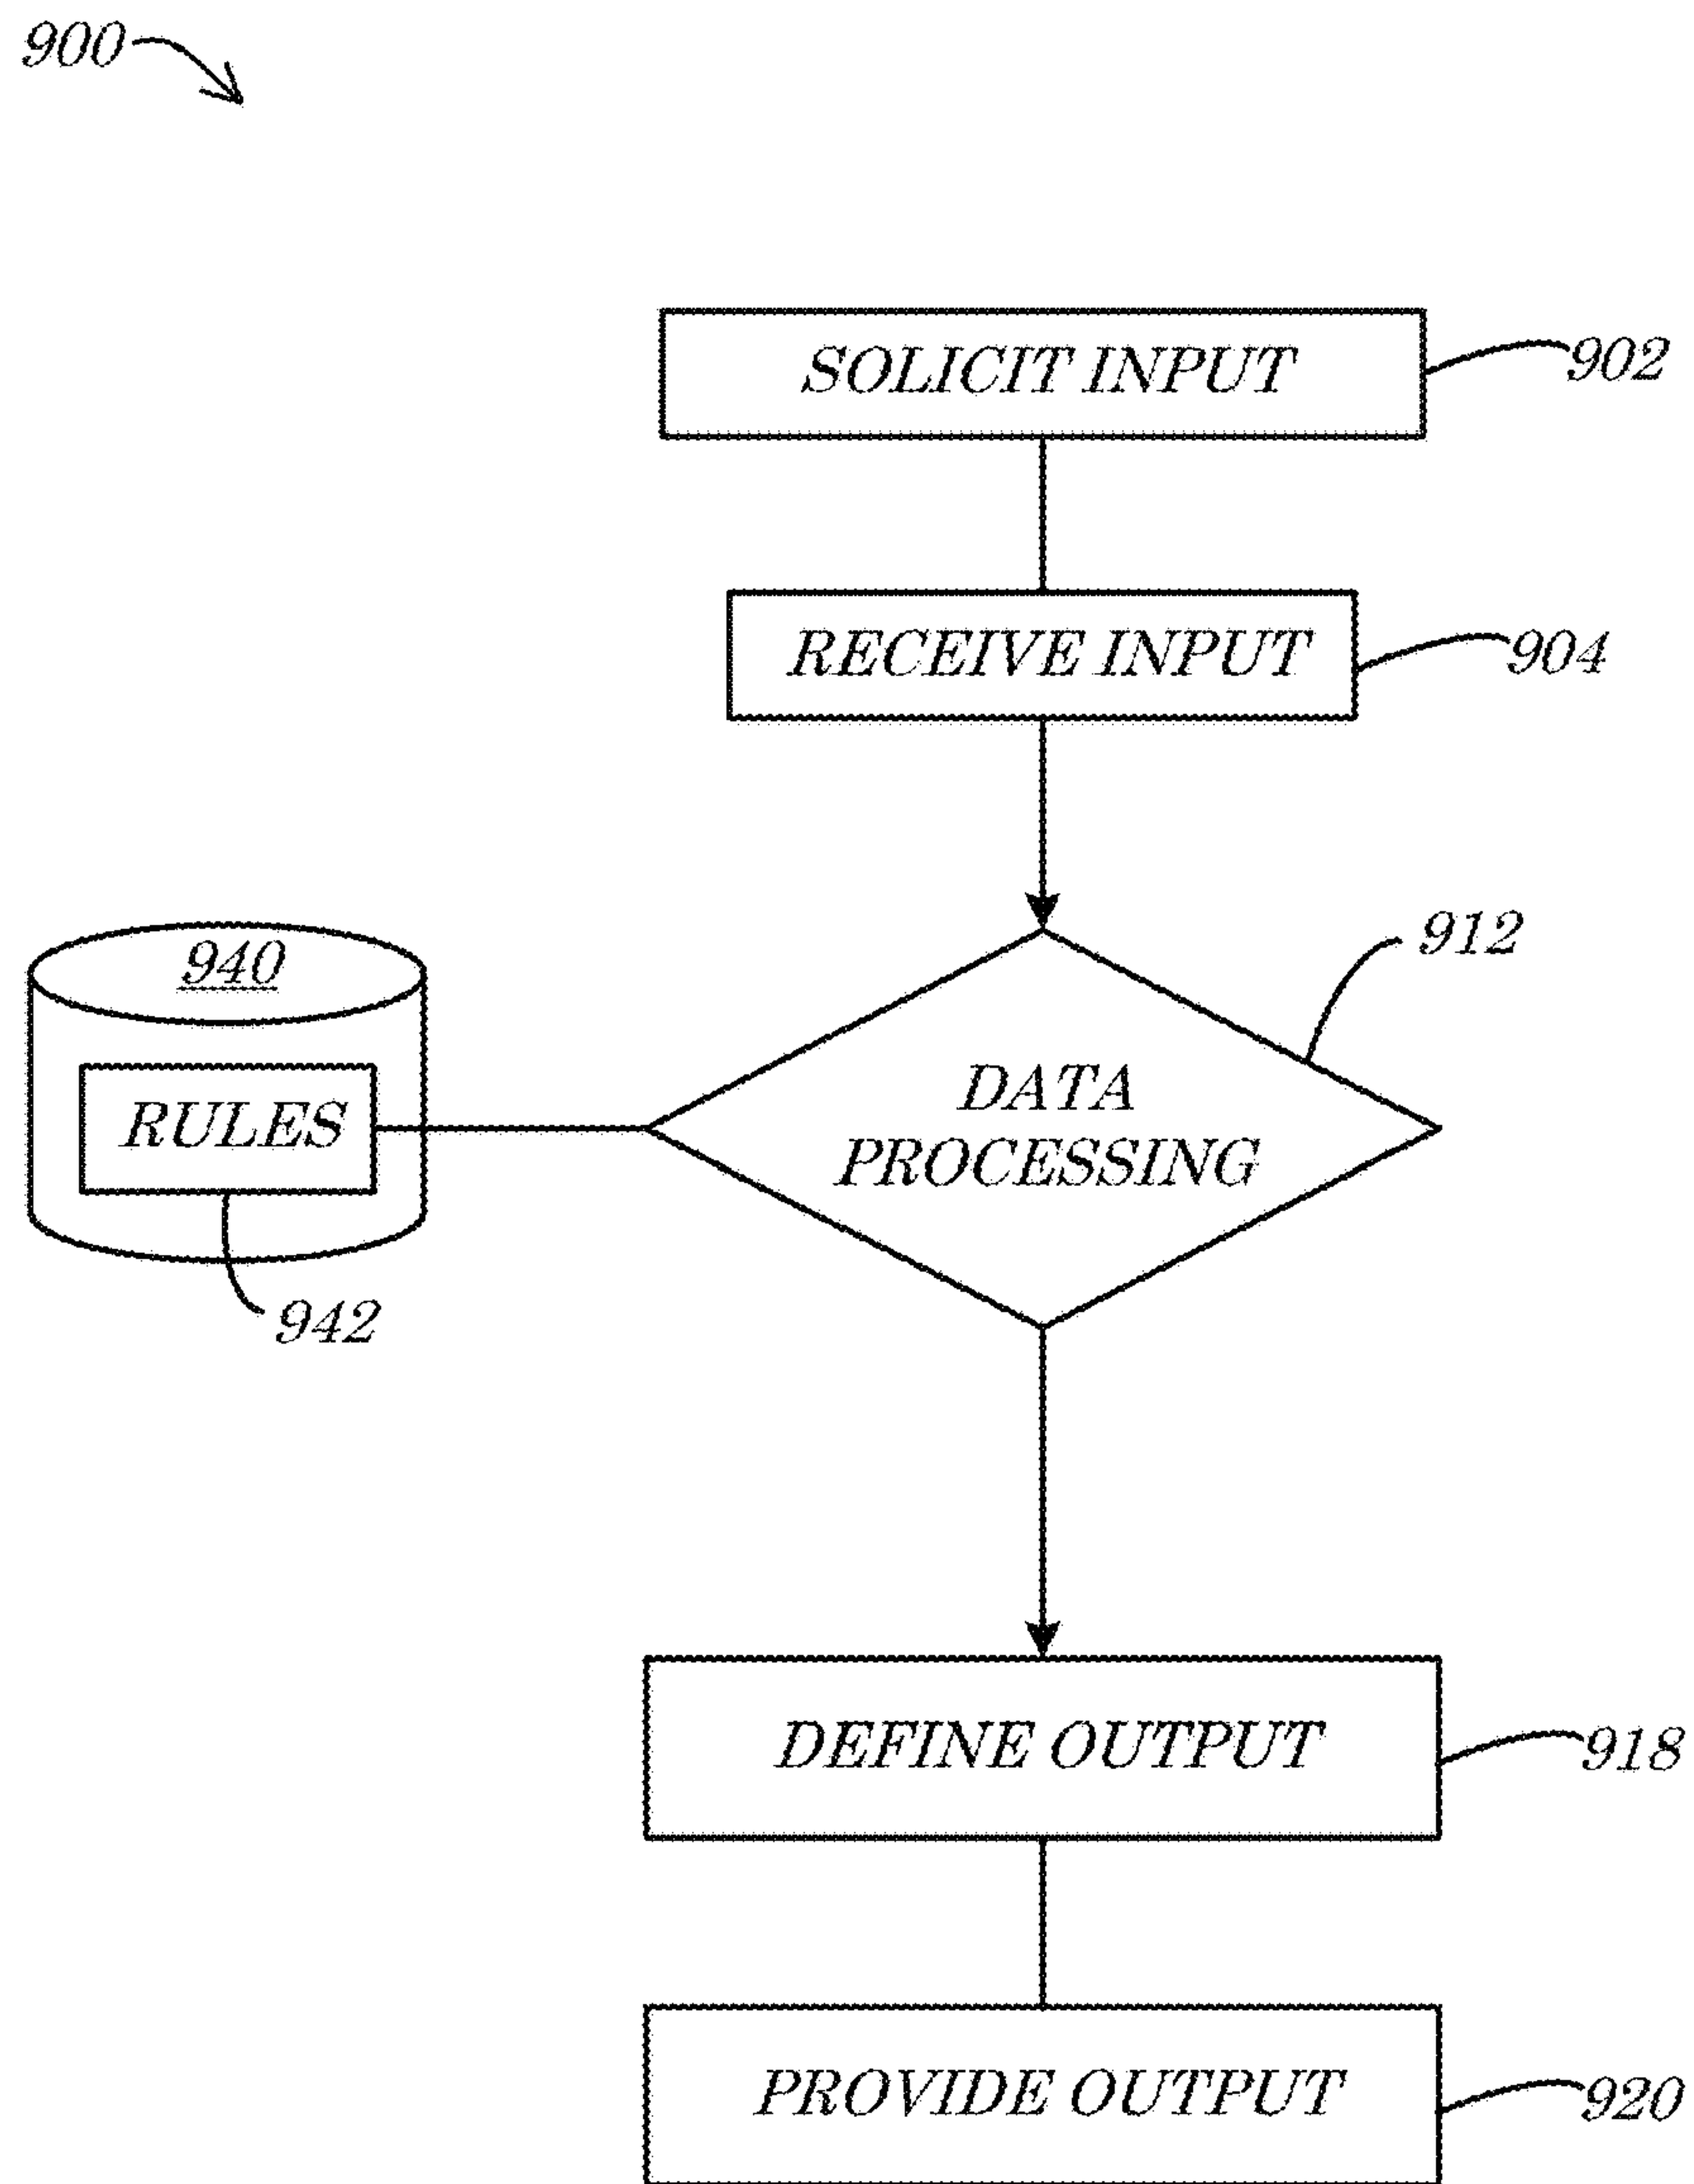 900
SOLICIT INPUT
902
RECEIVE INPUT
904
912
940
DATA
PROCESSING
RULES
942
DEFINE OUTPUT
918
PROVIDE OUTPUT
920